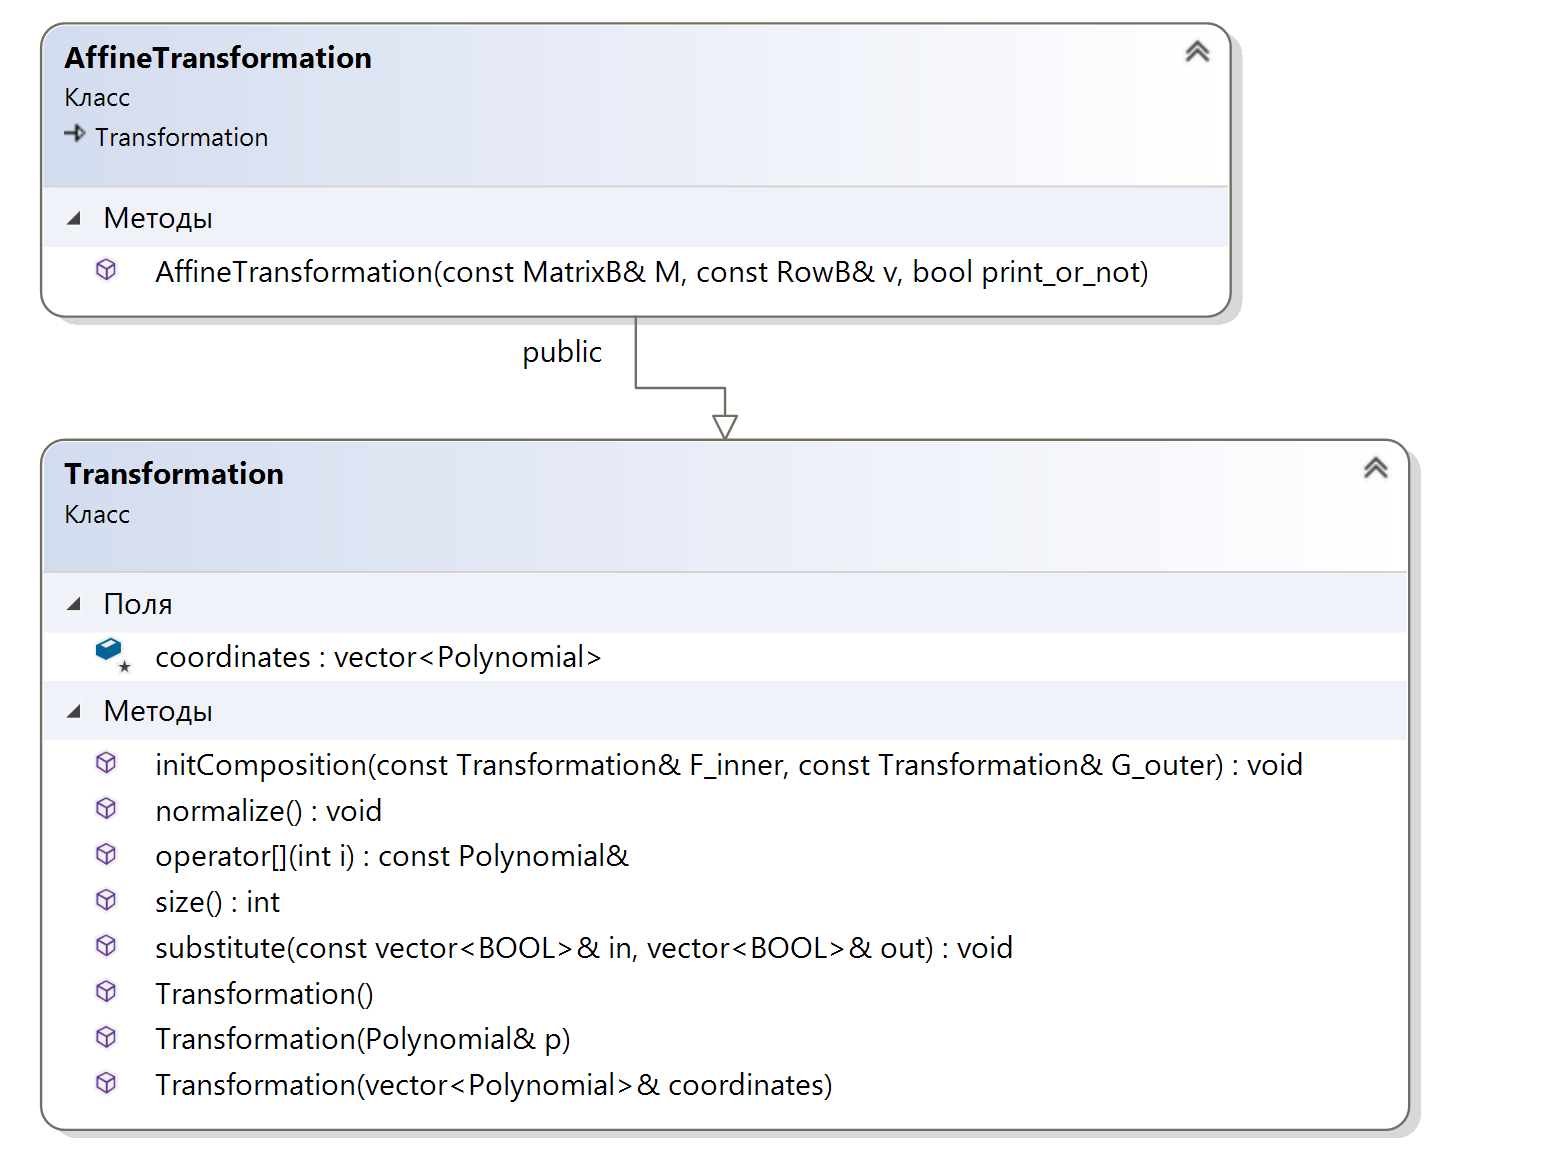 AffineTransformation
Класс
Transformation
Методы
AffineTransformation(const MatrixB& M, const RowB& v, bool print_or_not)
public
Transformation
Класс
Поля
coordinates : vector<Polynomial>
Методы
initComposition(const Transformation& F_inner, const Transformation& G_outer) : void
normalize() : void
operator[](int i) : const Polynomial&
size() : int
substitute(const vector<BOOL>& in, vector<BOOL>& out) : void
Transformation()
Transformation(Polynomial& p)
Transformation(vector<Polynomial>& coordinates)